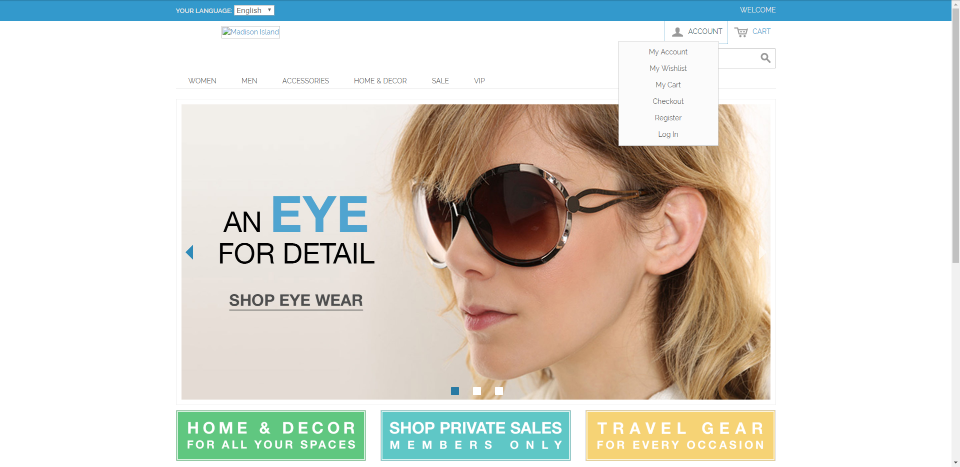 YOUR LANGUAGE: English
WELCOME
Madison Island
ACCOUNT
CART
My Account
My Wishlist
My Cart
Checkout
Register
Log In
WOMEN MEN ACCESSORIES HOME & DECOR SALE VIP
AN EYE
FOR DETAIL
SHOP EYE WEAR
HOME & DECOR
FOR ALL YOUR SPACES
SHOP PRIVATE SALES
MEMBERS ONLY
TRAVEL GEAR
FOR EVERY OCCASION